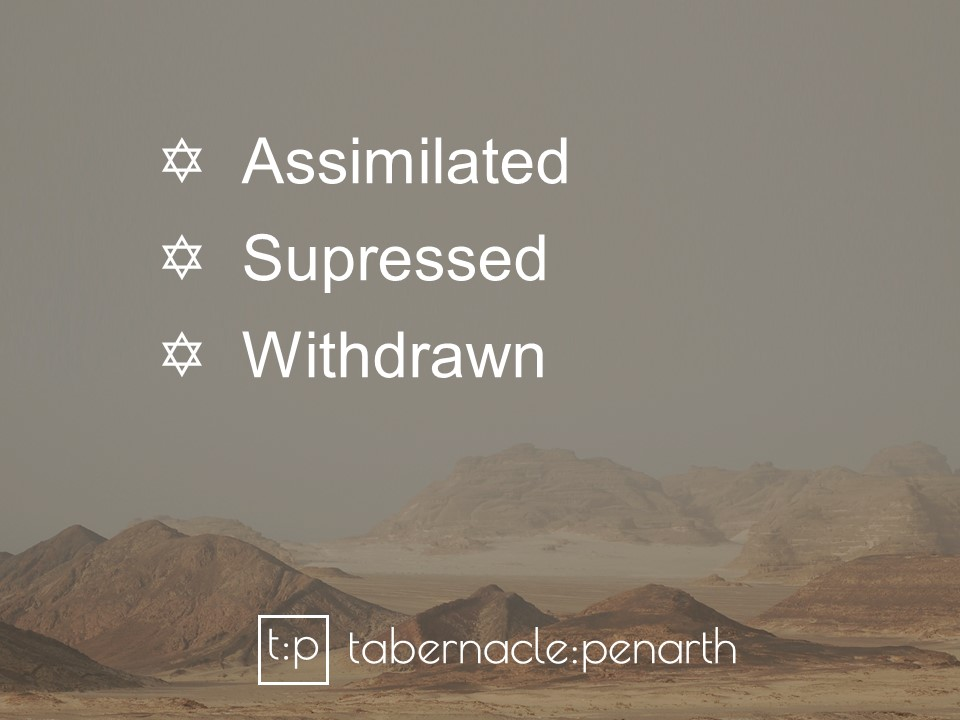 ✡ Assimilated
✡ Supressed
✡ Withdrawn
t:p tabernacle:penarth